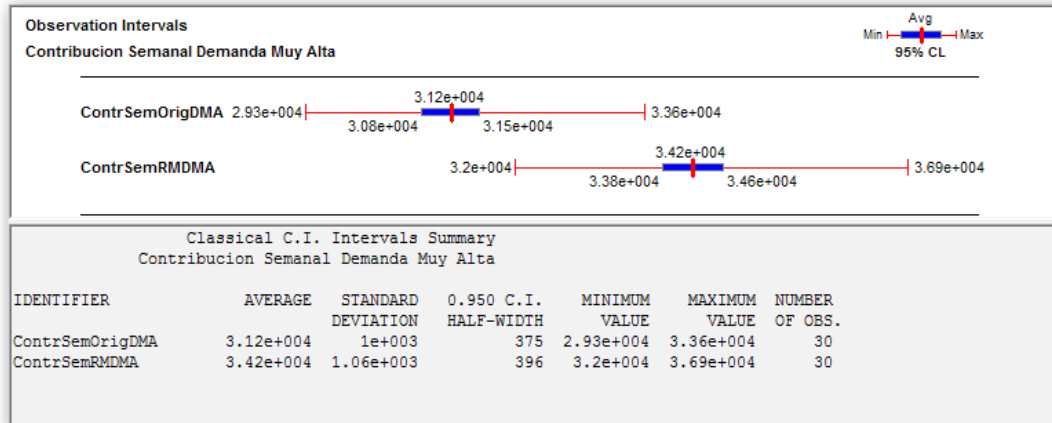 Observation Intervals
Avg
Min Max
Contribucion Semanal Demanda Muy Alta
95% CL
3.12e+004
ContrSemOrigDMA 2.93e+004 3.36e+004
3.08e+004 3.15e+004
3.42e+004
ContrSemRMDMA 3.2e+004 3.69e+004
3.38e+004 3.46e+004
Classical C.I. Intervals Summary
Contribucion Semanal Demanda Muy Alta
IDENTIFIER AVERAGE STANDARD 0.950 C.I. MINIMUM MAXIMUM NUMBER
DEVIATION HALF-WIDTH VALUE VALUE OF OBS.
ContrSemOrigDMA 3.12e+004 1e+003 375 2.93e+004 3.36e+004 30
ContrSemRMDMA 3.42e+004 1.06e+003 396 3.2e+004 3.69e+004 30